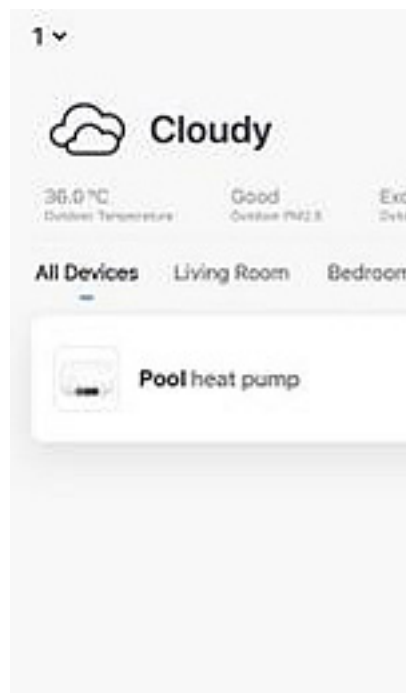 1
Cloudy
36.0 °C Good
Outdoor Temperature Outdoor PM2.5
All Devices Living Room Bedroom
Pool heat pump